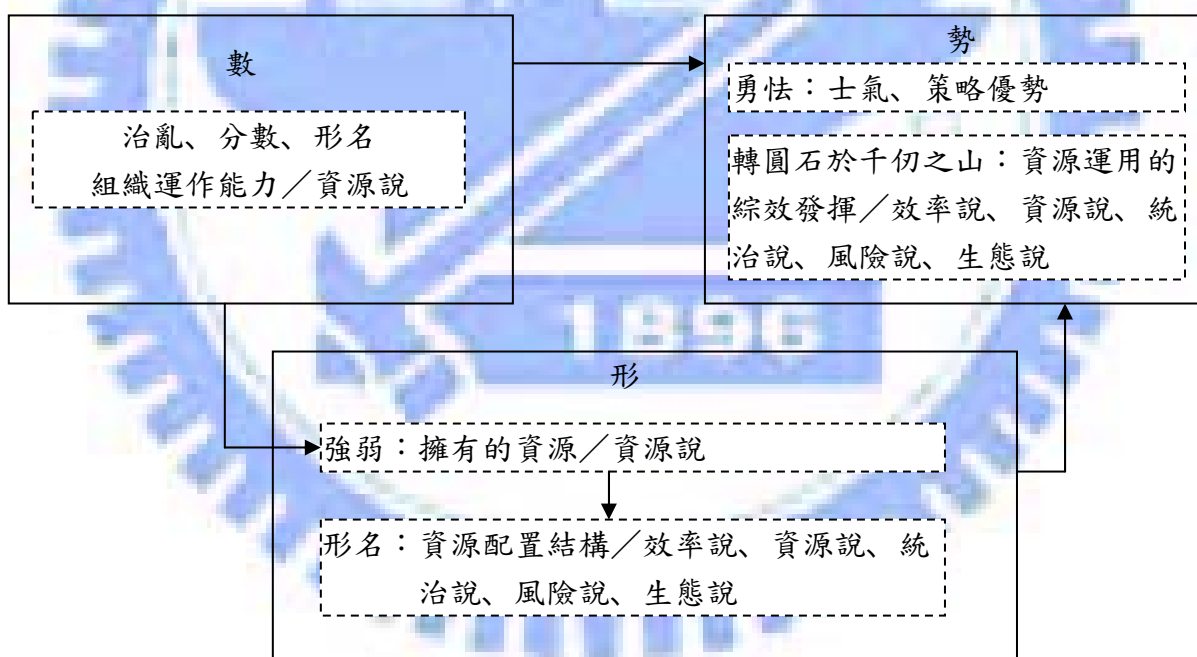 數
治亂、分數、形名
組織運作能力／資源說
勢
勇怯：士氣、策略優勢
轉圓石於千仞之山：資源運用的
綜效發揮／效率說、資源說、統
治說、風險說、生態說
1896
形
強弱：擁有的資源／資源說
形名：資源配置結構／效率說、資源說、統
治說、風險說、生態說